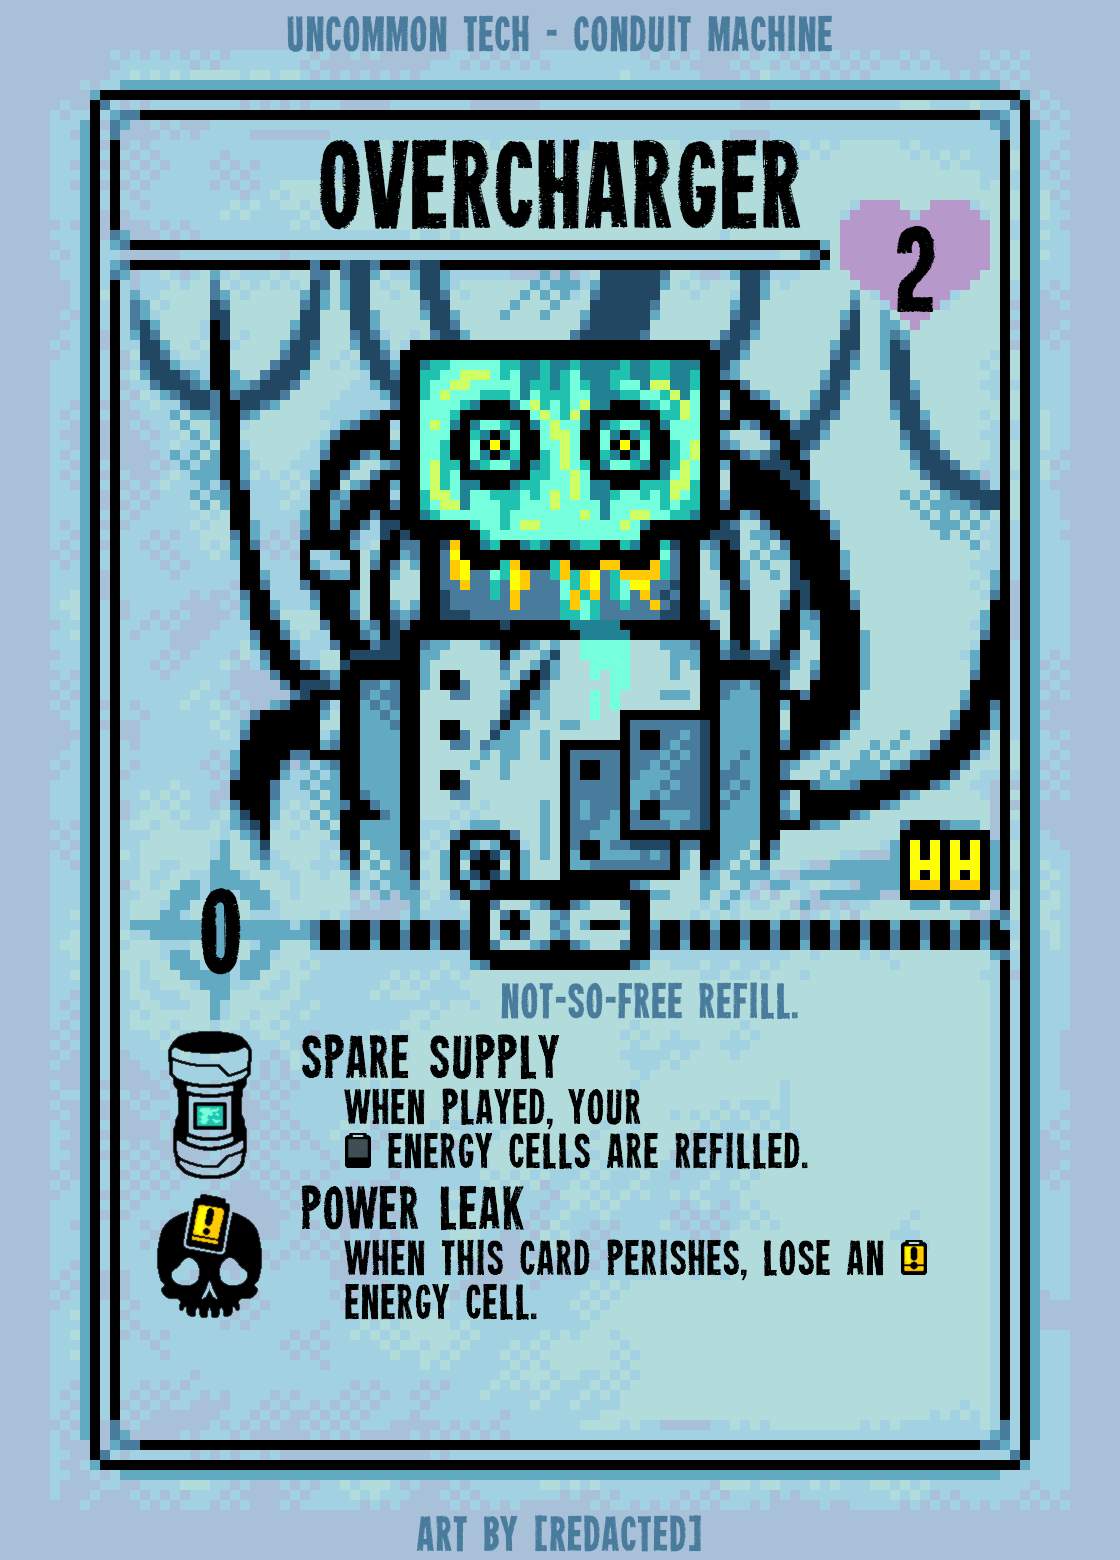 UNCOMMON TECH - CONDUIT MACHINE
OVERCHARGER
2
0
NOT-SO-FREE REFILL.
SPARE SUPPLY
WHEN PLAYED, YOUR
ENERGY CELLS ARE REFILLED.
POWER LEAK
WHEN THIS CARD PERISHES, LOSE AN
ENERGY CELL.
ART BY [REDACTED]